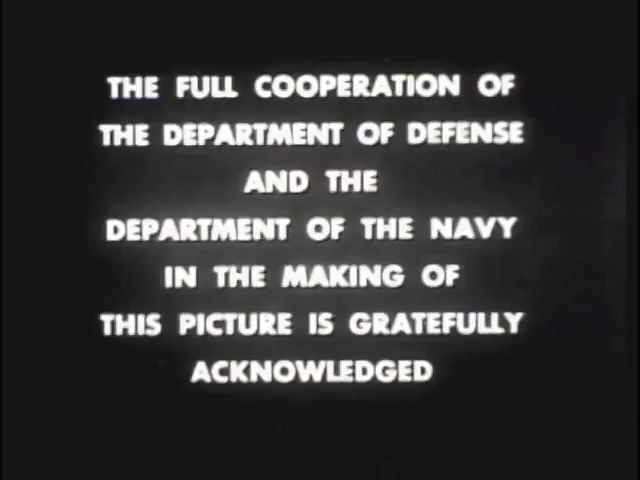 THE FULL COOPERATION OF
THE DEPARTMENT OF DEFENSE
AND THE
DEPARTMENT OF THE NAVY
IN THE MAKING OF
THIS PICTURE IS GRATEFULLY
ACKNOWLEDGED